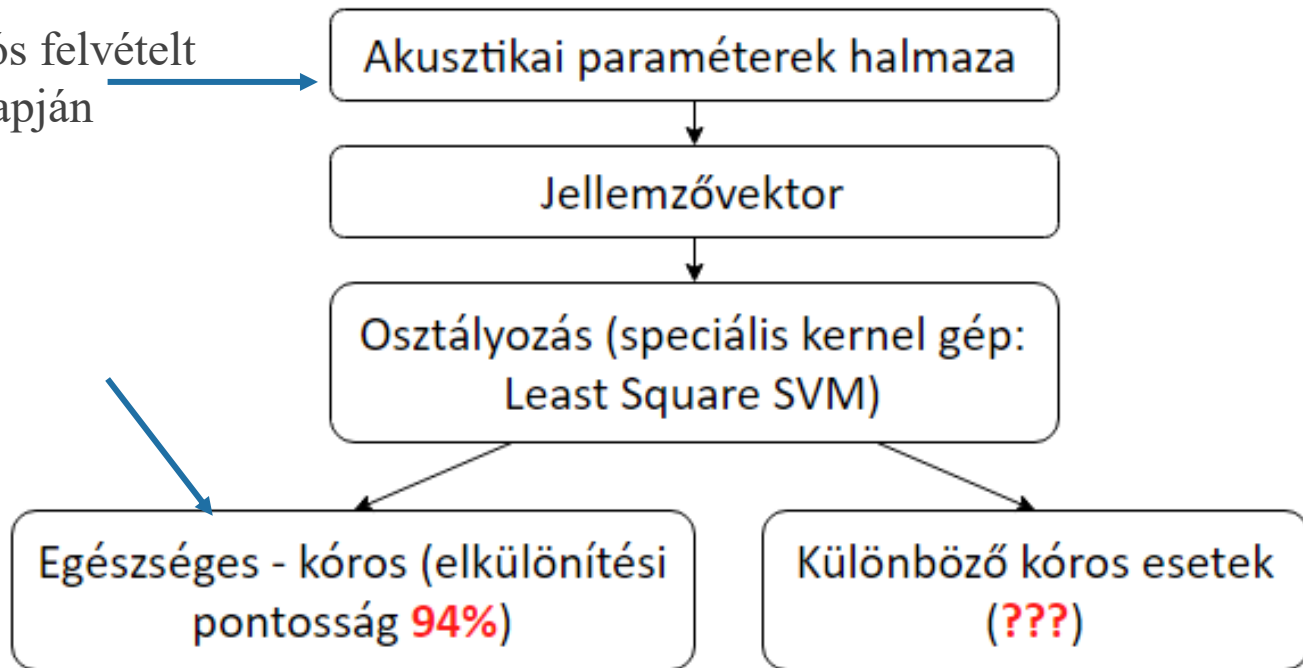 ós felvételt
apján
Akusztikai paraméterek halmaza
Jellemzővektor
Osztályozás (speciális kernel gép:
Least Square SVM)
Egészséges - kóros (elkülönítési
pontosság 94%)
Különböző kóros esetek
(???)